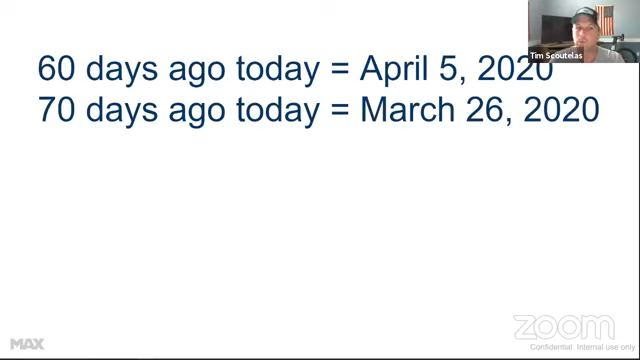 60 days ago today = April 5, 2020
70 days ago today = March 26, 2020
Tim Scoutelas
MAX
zoom
Confidential. Internal use only.